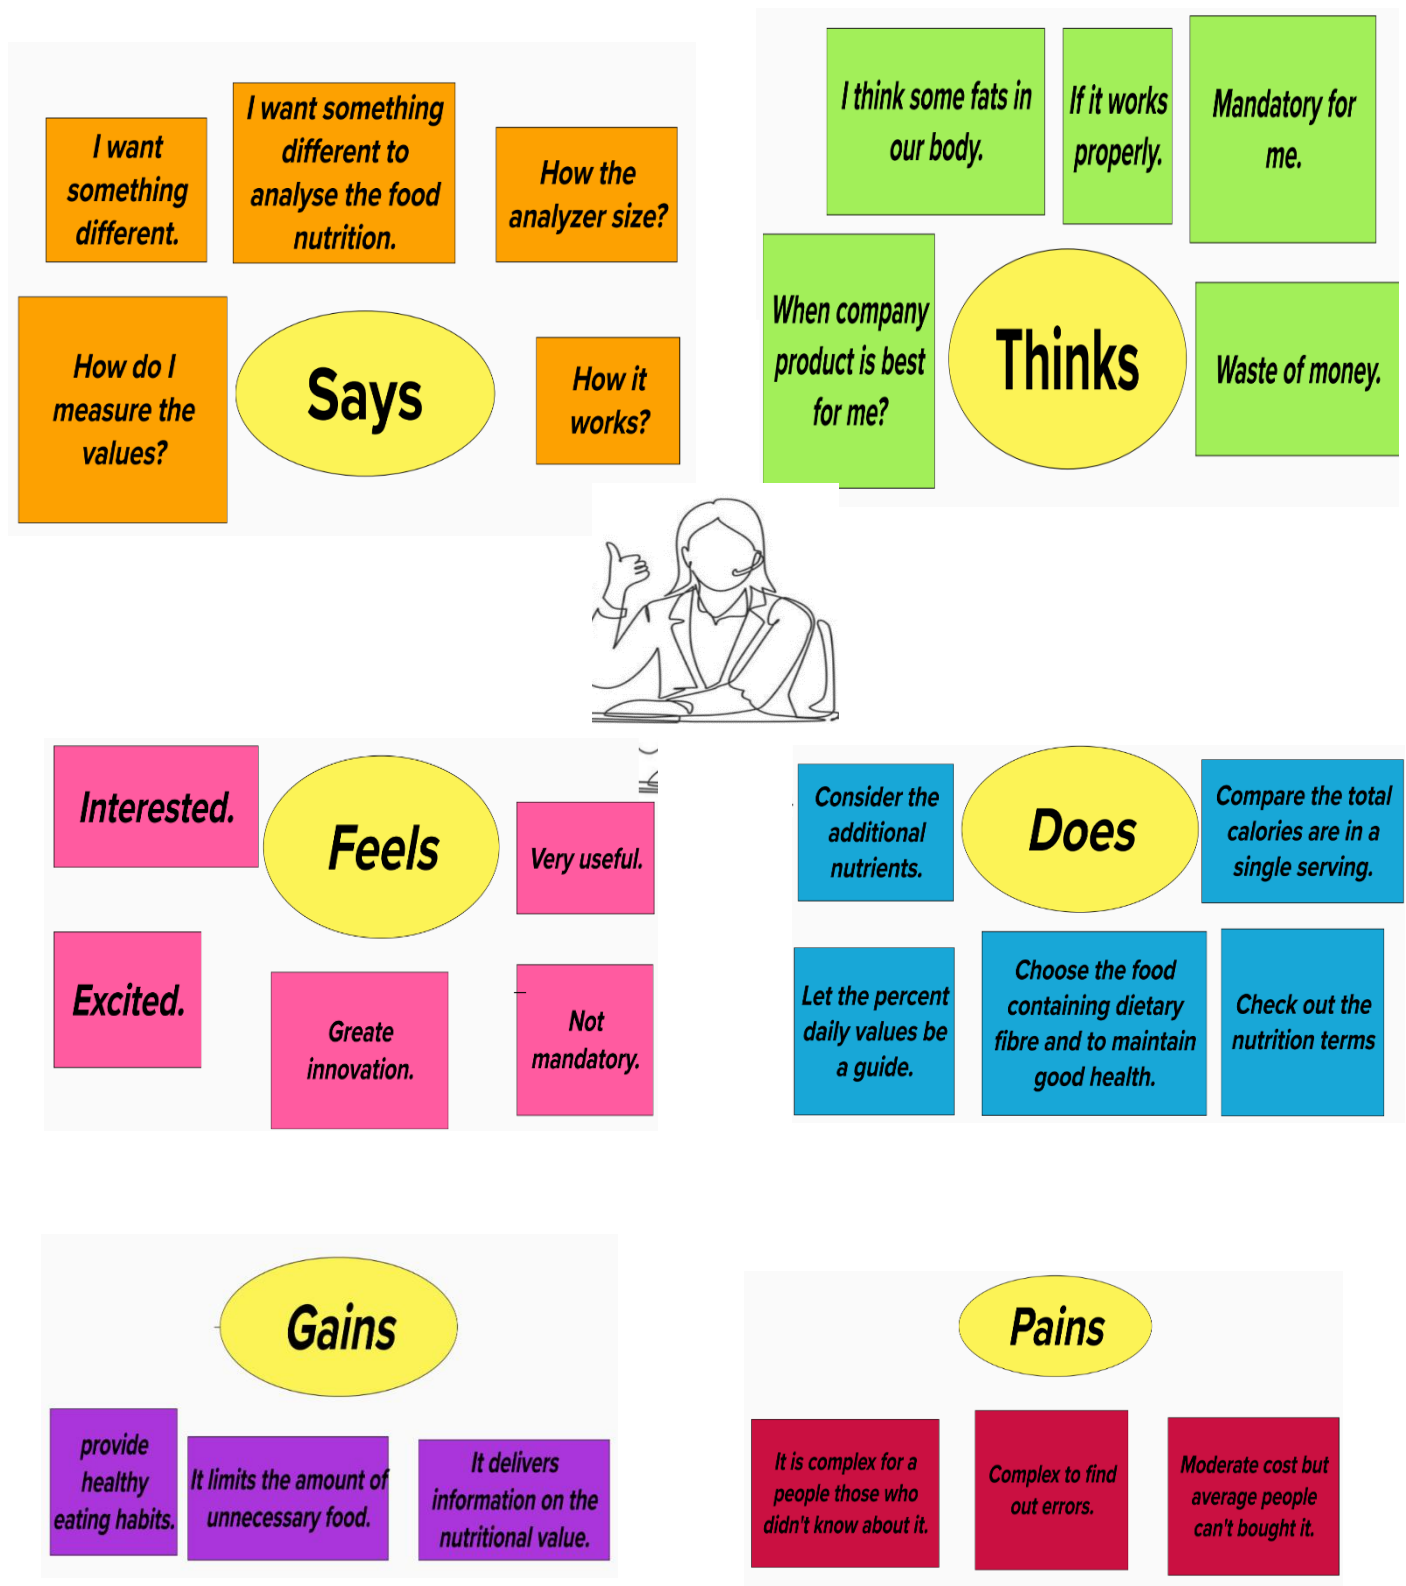 I want
something
different.
I want something
different to
analyse the food
nutrition.
How the
analyzer size?
How do I
measure the
values?
Says
How it
works?
I think some fats in
our body.
If it works
properly.
Mandatory for
me.
When company
product is best
for me?
Thinks
Waste of money.
Interested.
Feels
Very useful.
Excited.
Greate
innovation.
Not
mandatory.
Consider the
additional
nutrients.
Does
Compare the total
calories are in a
single serving.
Let the percent
daily values be
a guide.
Choose the food
containing dietary
fibre and to maintain
good health.
Check out the
nutrition terms
Gains
provide
healthy
eating habits.
It limits the amount of
unnecessary food.
It delivers
information on the
nutritional value.
Pains
It is complex for a
people those who
didn't know about it.
Complex to find
out errors.
Moderate cost but
average people
can't bought it.